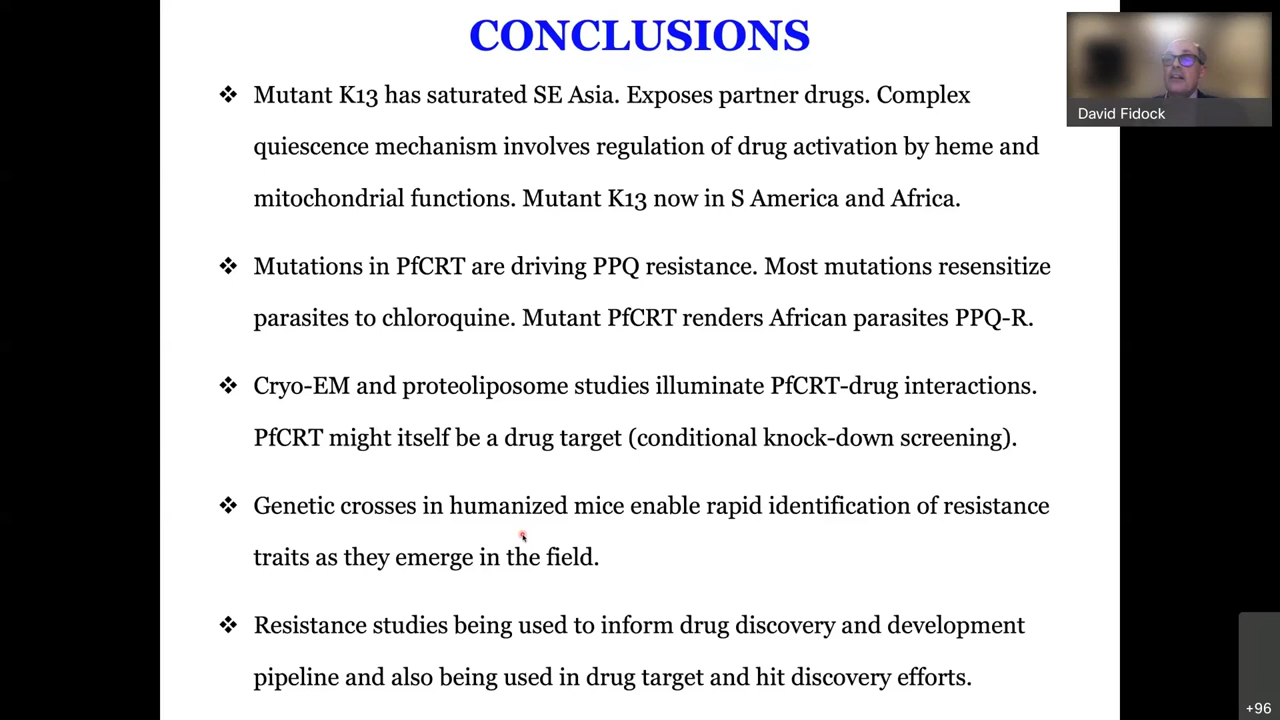 CONCLUSIONS
David Fidock
❖ Mutant K13 has saturated SE Asia. Exposes partner drugs. Complex
quiescence mechanism involves regulation of drug activation by heme and
mitochondrial functions. Mutant K13 now in S America and Africa.
❖ Mutations in PfCRT are driving PPQ resistance. Most mutations resensitize
parasites to chloroquine. Mutant PfCRT renders African parasites PPQ-R.
❖ Cryo-EM and proteoliposome studies illuminate PfCRT-drug interactions.
PfCRT might itself be a drug target (conditional knock-down screening).
❖ Genetic crosses in humanized mice enable rapid identification of resistance
traits as they emerge in the field.
❖ Resistance studies being used to inform drug discovery and development
pipeline and also being used in drug target and hit discovery efforts.
+96